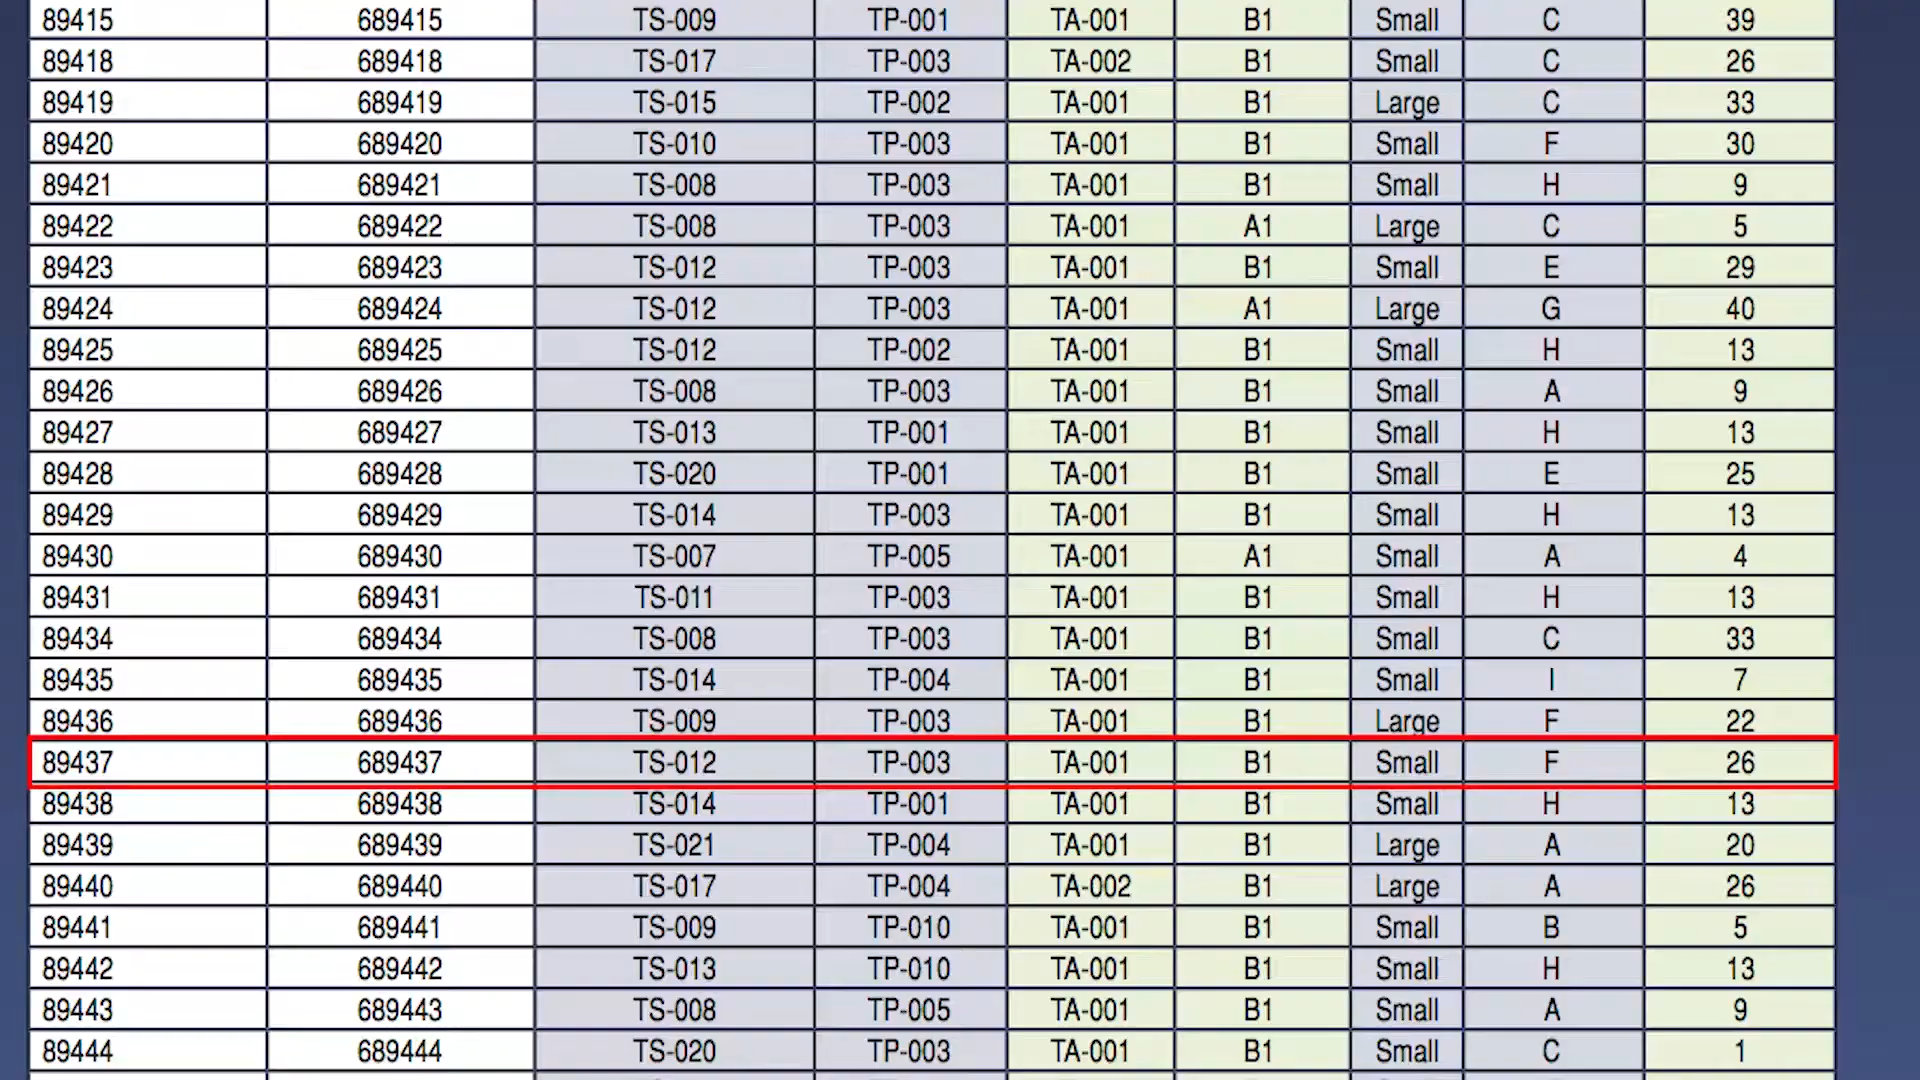 89415 689415 TS-009 TP-001 TA-001 B1 Small C 39
89418 689418 TS-017 TP-003 TA-002 B1 Small C 26
89419 689419 TS-015 TP-002 TA-001 B1 Large C 33
89420 689420 TS-010 TP-003 TA-001 B1 Small F 30
89421 689421 TS-008 TP-003 TA-001 B1 Small H 9
89422 689422 TS-008 TP-003 TA-001 A1 Large C 5
89423 689423 TS-012 TP-003 TA-001 B1 Small E 29
89424 689424 TS-012 TP-003 TA-001 A1 Large G 40
89425 689425 TS-012 TP-002 TA-001 B1 Small H 13
89426 689426 TS-008 TP-003 TA-001 B1 Small A 9
89427 689427 TS-013 TP-001 TA-001 B1 Small H 13
89428 689428 TS-020 TP-001 TA-001 B1 Small E 25
89429 689429 TS-014 TP-003 TA-001 B1 Small H 13
89430 689430 TS-007 TP-005 TA-001 A1 Small A 4
89431 689431 TS-011 TP-003 TA-001 B1 Small H 13
89434 689434 TS-008 TP-003 TA-001 B1 Small C 33
89435 689435 TS-014 TP-004 TA-001 B1 Small I 7
89436 689436 TS-009 TP-003 TA-001 B1 Large F 22
89437 689437 TS-012 TP-003 TA-001 B1 Small F 26
89438 689438 TS-014 TP-001 TA-001 B1 Small H 13
89439 689439 TS-021 TP-004 TA-001 B1 Large A 20
89440 689440 TS-017 TP-004 TA-002 B1 Large A 26
89441 689441 TS-009 TP-010 TA-001 B1 Small B 5
89442 689442 TS-013 TP-010 TA-001 B1 Small H 13
89443 689443 TS-008 TP-005 TA-001 B1 Small A 9
89444 689444 TS-020 TP-003 TA-001 B1 Small C 1